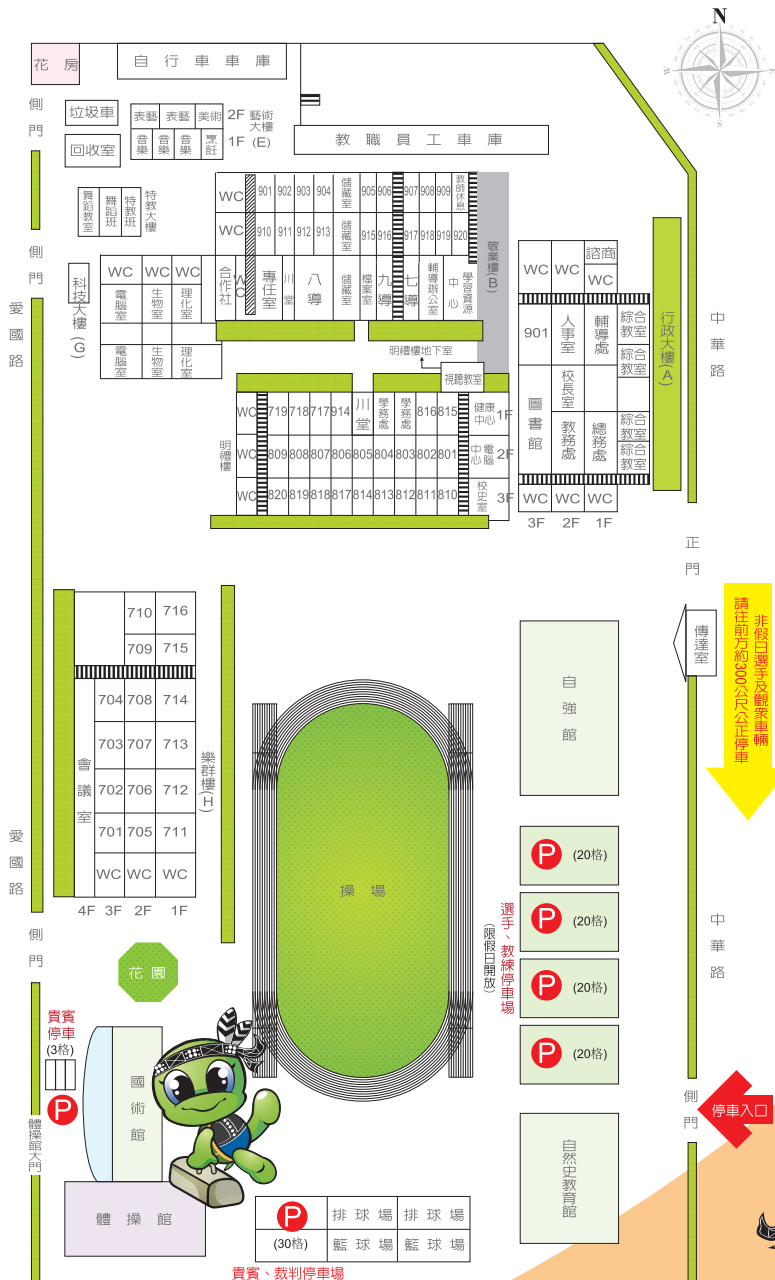 N
W
E
S
花房
自行車車庫
側門
垃圾車
回收室
表藝 表藝 美術
音樂 音樂 音樂 烹飪
2F 藝術大樓
1F (E)
教職員工車庫
舞蹈教室 舞蹈班 特教班 特教大樓
WC 901 902 903 904 儲藏室 905 906 907 908 909 教師休息
WC 910 911 912 913 儲藏室 915 916 917 918 919 920
合作社 WC 專任室 川堂 八導 儲藏室 檔案室 九導 七導 輔導辦公室 學習資源中心
敬業樓(B)
側門
愛國路
科技大樓(G)
WC WC WC
電腦室 生物室 理化室
電腦室 生物室 理化室
明禮樓地下室
視聽教室
明禮樓
WC 719 718 717 914 川堂 學務處 學務處 816 815 健康中心 1F
WC 809 808 807 806 805 804 803 802 801 電腦中心 2F
WC 820 819 818 817 814 813 812 811 810 校史室 3F
WC WC 諮商
WC
901 人事室 輔導處 綜合教室
綜合教室
校長室
圖書館 教務處 總務處 綜合教室
綜合教室
WC WC WC
3F 2F 1F
行政大樓(A)
中華路
正門
傳達室
非假日選手及觀衆車輛
請往前方約300公尺公正停車
710 716
709 715
704 708 714
703 707 713
702 706 712
701 705 711
WC WC WC
會議室
4F 3F 2F 1F
樂群樓(H)
愛國路
側門
花園
操場
自強館
P (20格)
P (20格)
P (20格)
P (20格)
選手、教練停車場
(限假日開放)
中華路
側門
停車入口
貴賓
停車
(3格)
P
體操館大門
國術館
體操館
自然史教育館
P 排球場 排球場
(30格) 籃球場 籃球場
貴賓、裁判停車場